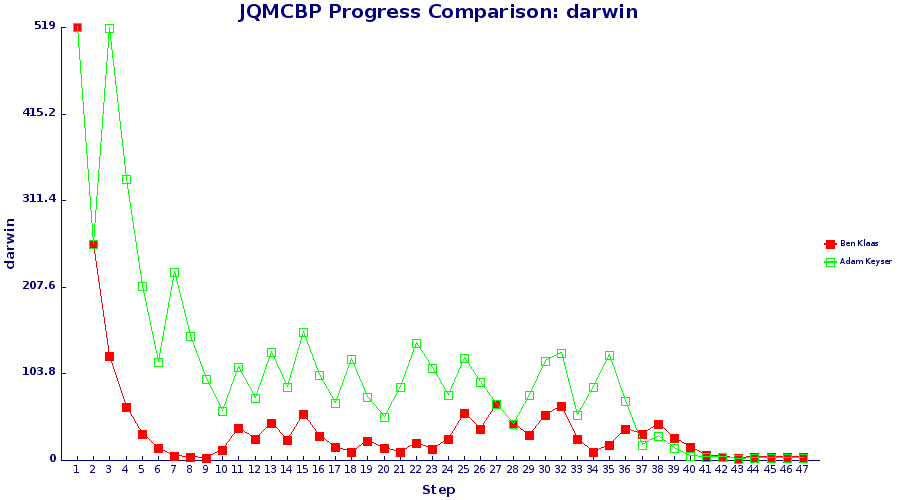 JQMCBP Progress Comparison: darwin
519
415.2
311.4
207.6
103.8
0
darwin
1 2 3 4 5 6 7 8 9 10 11 12 13 14 15 16 17 18 19 20 21 22 23 24 25 26 27 28 29 30 32 33 34 35 36 37 38 39 40 41 42 43 44 45 46 47
Step
Ben Klaas
Adam Keyser